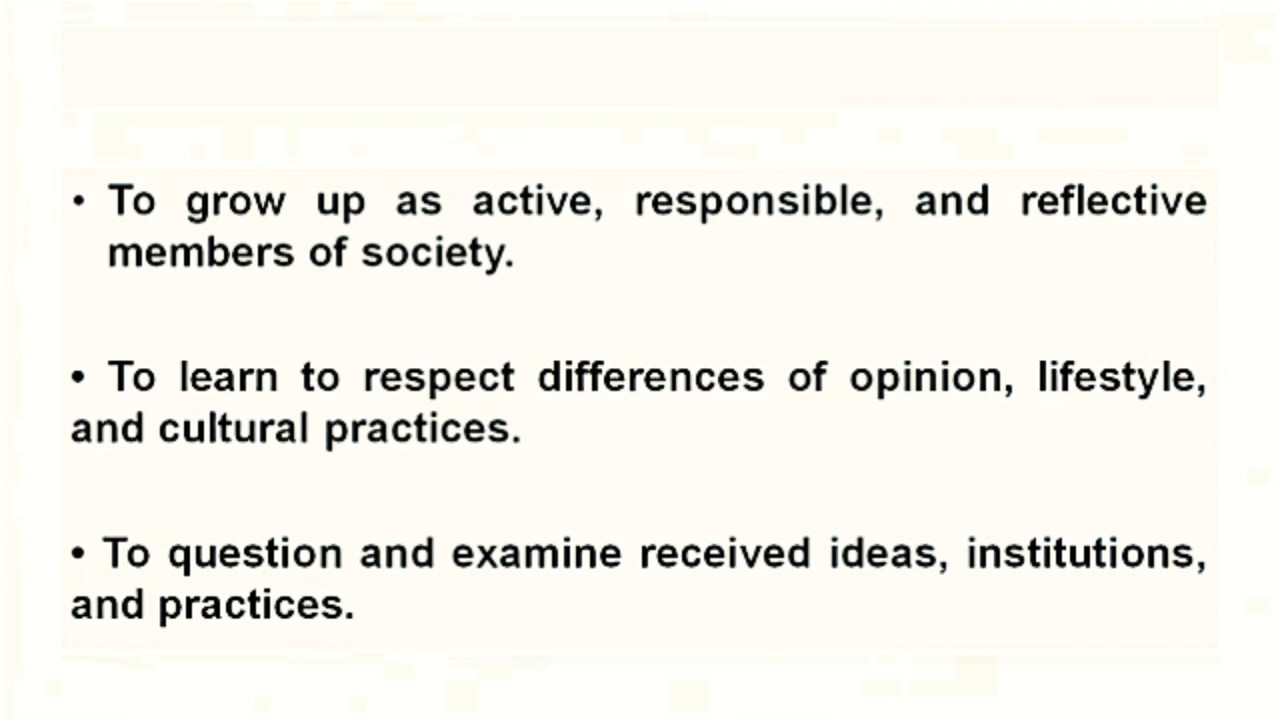 • To grow up as active, responsible, and reflective
members of society.
• To learn to respect differences of opinion, lifestyle,
and cultural practices.
• To question and examine received ideas, institutions,
and practices.